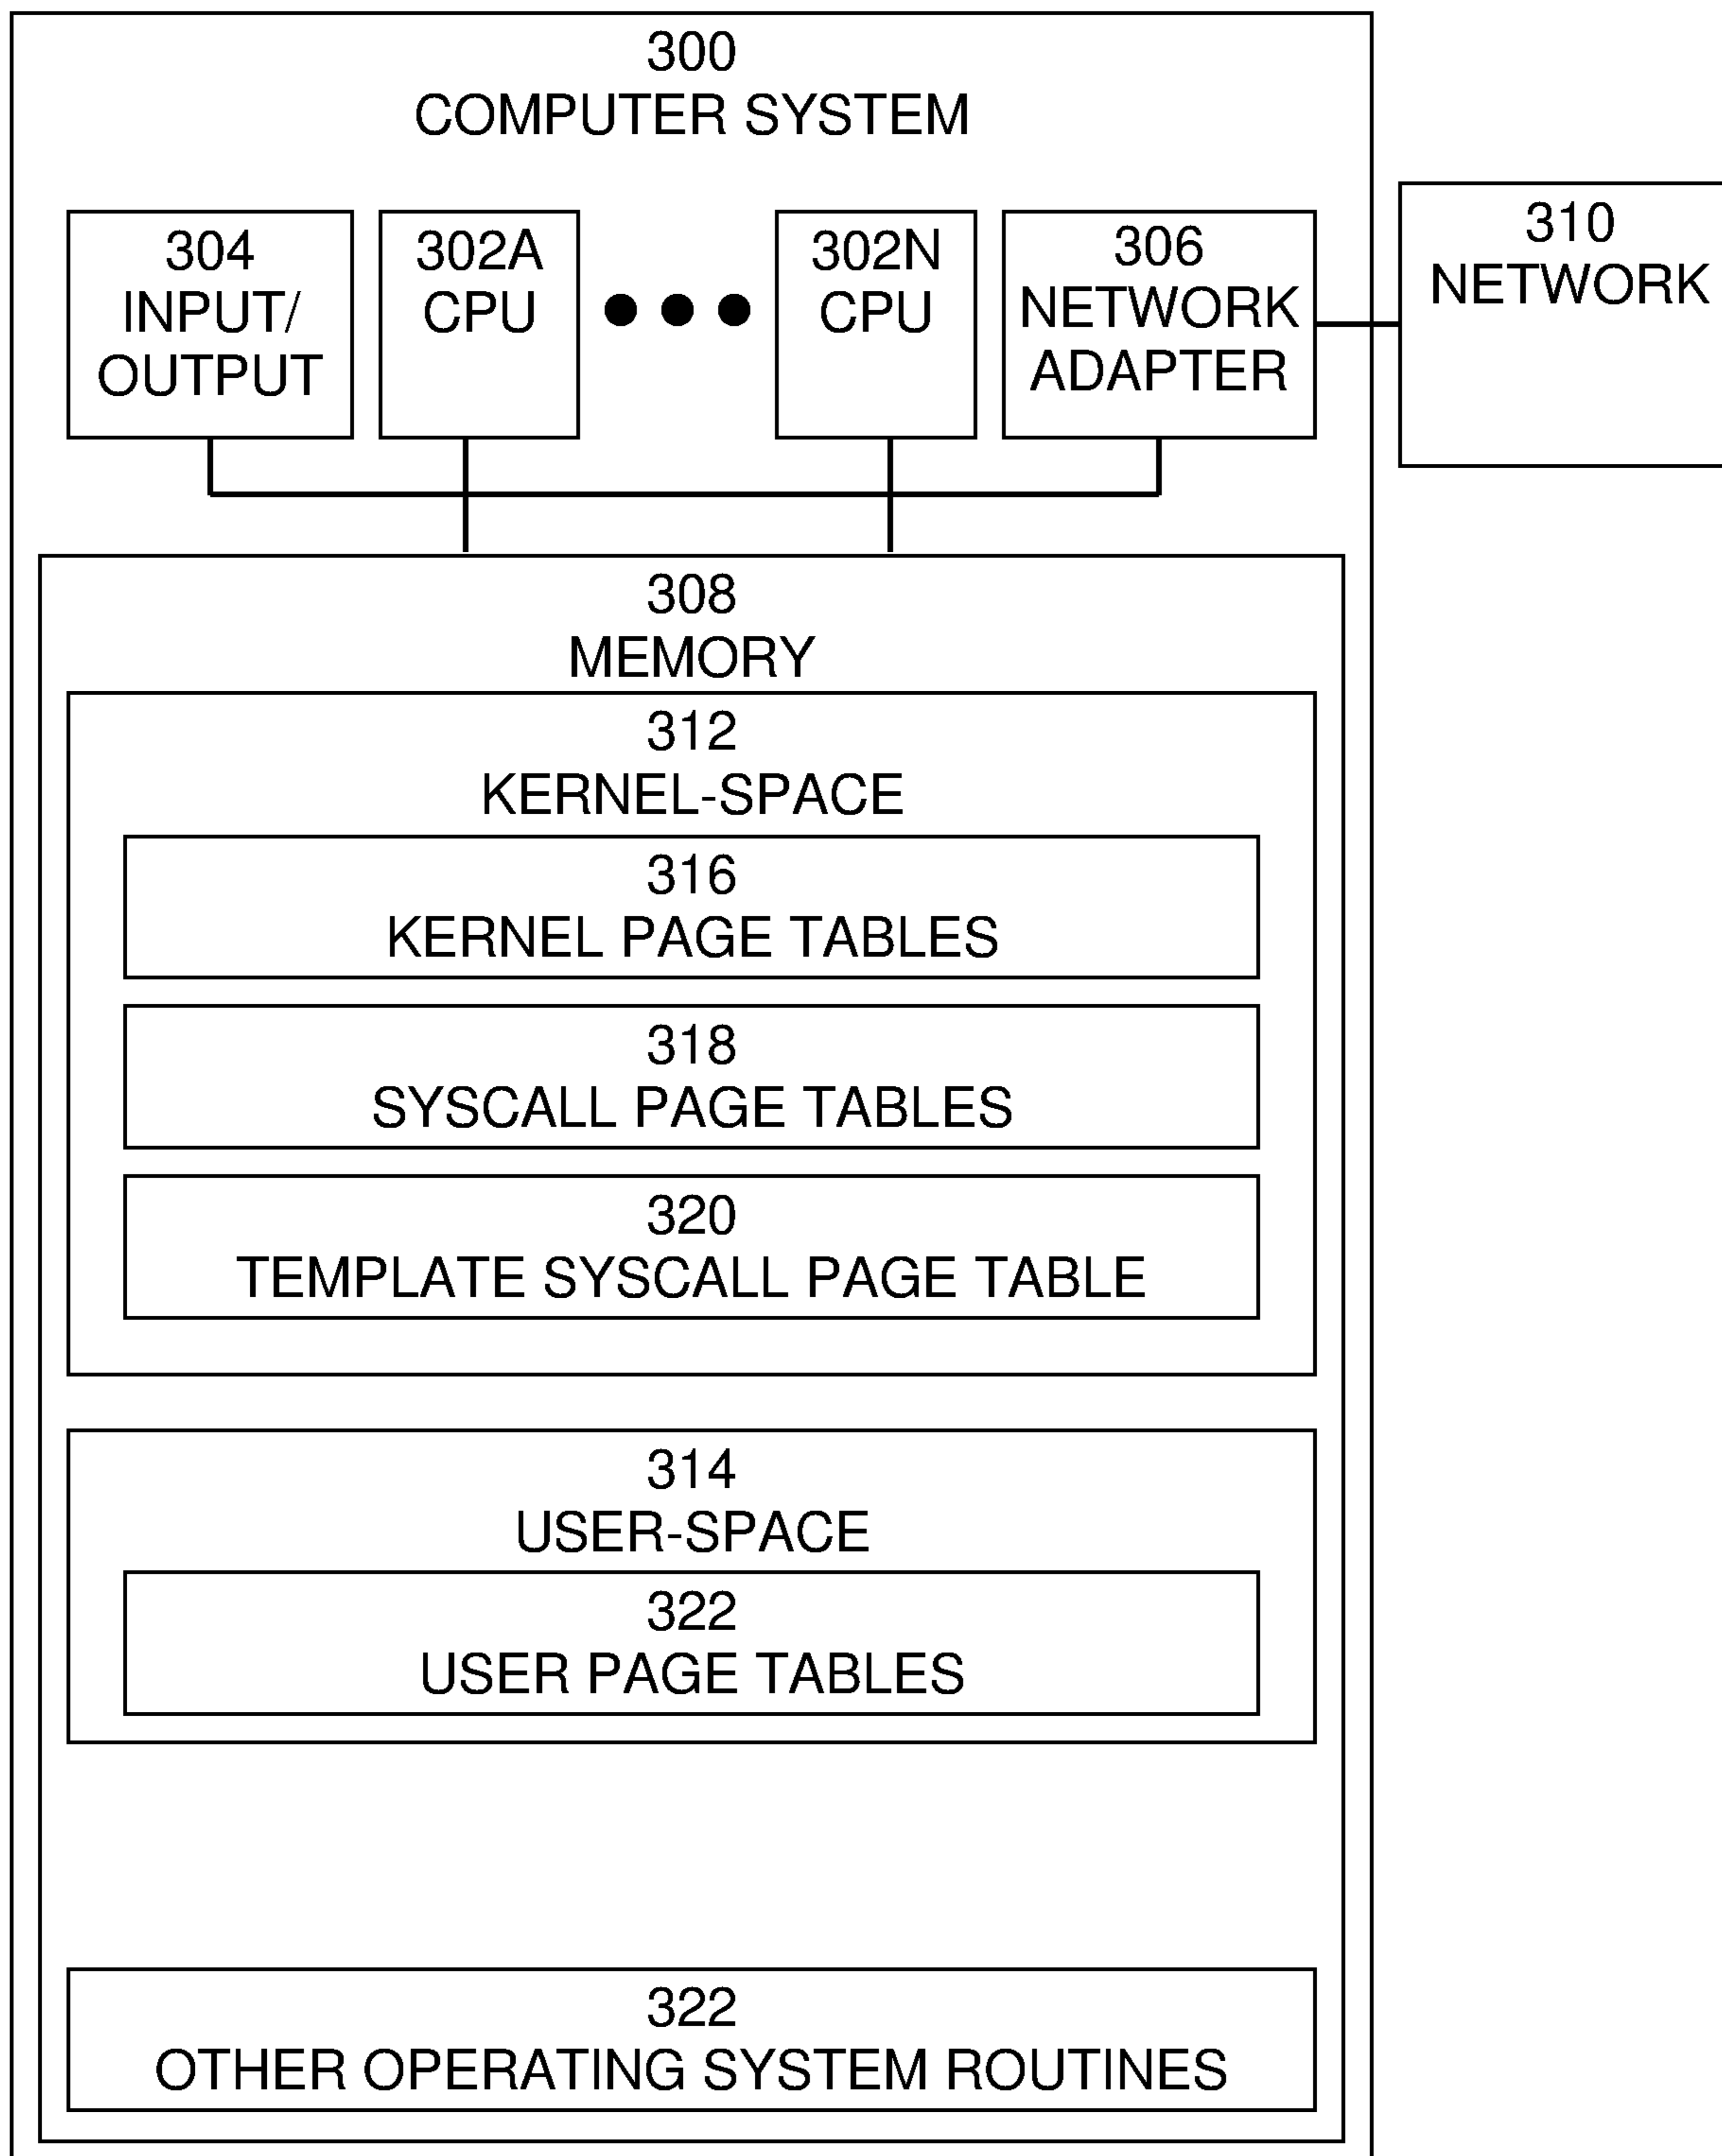 300
COMPUTER SYSTEM
304
INPUT/
OUTPUT
302A
CPU
302N
CPU
306
NETWORK
ADAPTER
310
NETWORK
308
MEMORY
312
KERNEL-SPACE
316
KERNEL PAGE TABLES
318
SYSCALL PAGE TABLES
320
TEMPLATE SYSCALL PAGE TABLE
314
USER-SPACE
322
USER PAGE TABLES
322
OTHER OPERATING SYSTEM ROUTINES